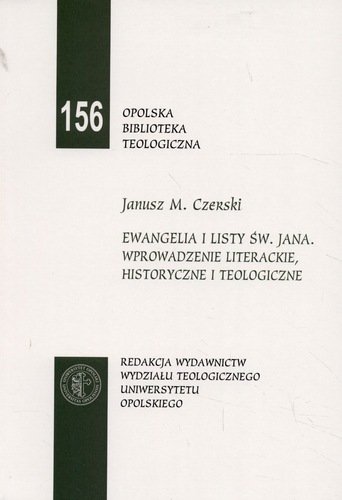 156
OPOLSKA
BIBLIOTEKA
TEOLOGICZNA
Janusz M. Czerski
EWANGELIA I LISTY ŚW. JANA.
WPROWADZENIE LITERACKIE,
HISTORYCZNE I TEOLOGICZNE
REDAKCJA WYDAWNICTW
WYDZIAŁU TEOLOGICZNEGO
UNIWERSYTETU
OPOLSKIEGO